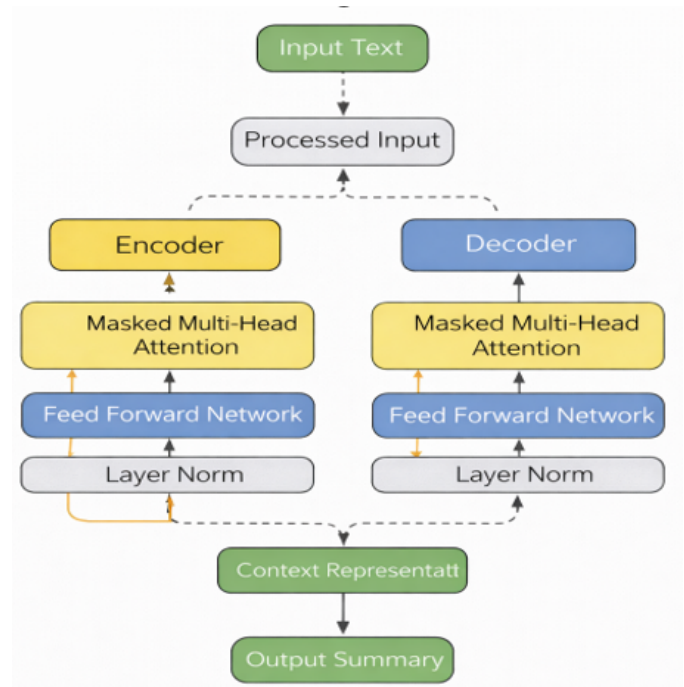 Input Text
Processed Input
Encoder
Decoder
Masked Multi-Head
Attention
Masked Multi-Head
Attention
Feed Forward Network
Feed Forward Network
Layer Norm
Layer Norm
Context Representatt
Output Summary